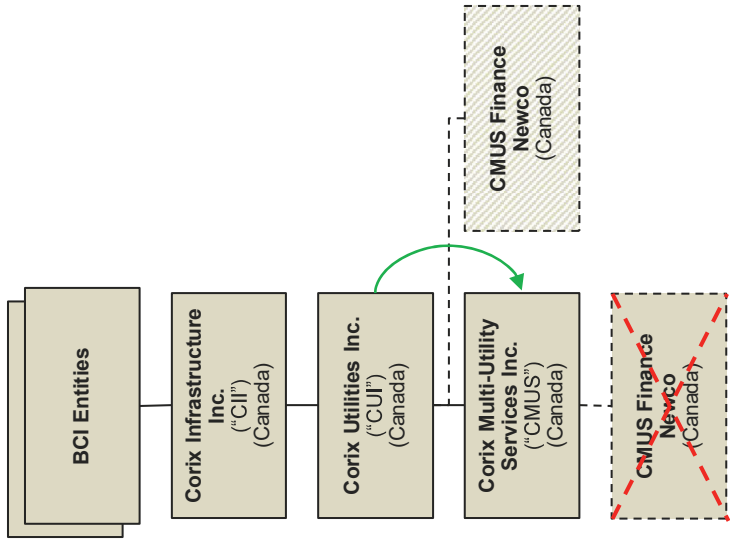 BCI Entities
Corix Infrastructure
Inc.
(“CII”)
(Canada)
Corix Utilities Inc.
(“CUI”)
(Canada)
CMUS Finance
Newco
(Canada)
Corix Multi-Utility
Services Inc.
(“CMUS”)
(Canada)
CMUS Finance
Newco
(Canada)